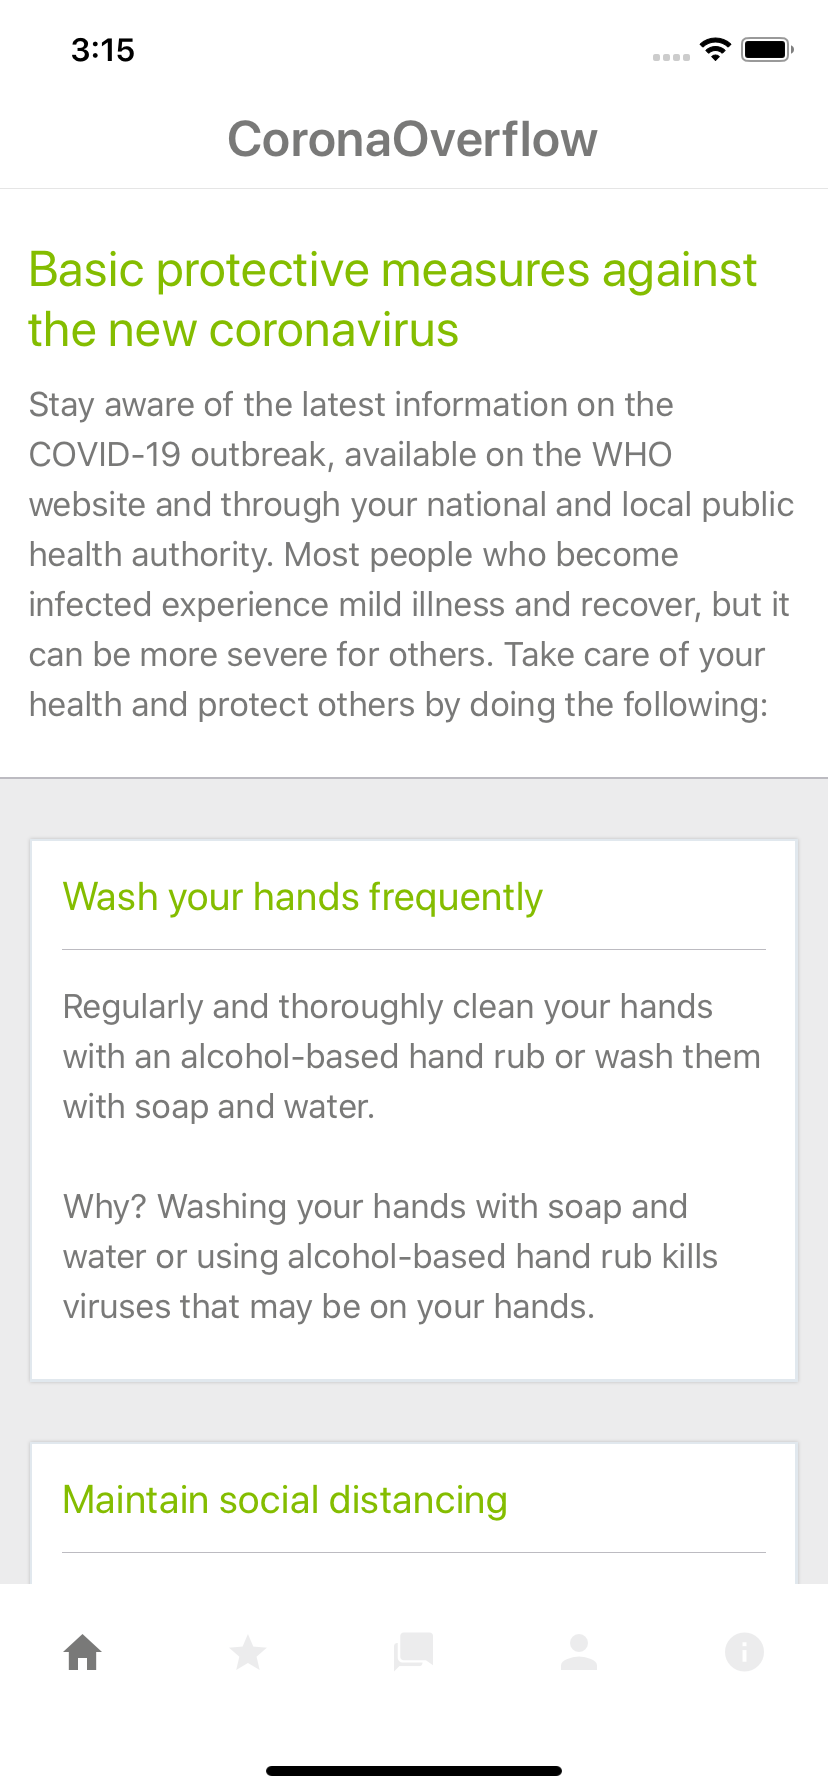 3:15
CoronaOverflow
Basic protective measures against
the new coronavirus
Stay aware of the latest information on the
COVID-19 outbreak, available on the WHO
website and through your national and local public
health authority. Most people who become
infected experience mild illness and recover, but it
can be more severe for others. Take care of your
health and protect others by doing the following:
Wash your hands frequently
Regularly and thoroughly clean your hands
with an alcohol-based hand rub or wash them
with soap and water.
Why? Washing your hands with soap and
water or using alcohol-based hand rub kills
viruses that may be on your hands.
Maintain social distancing